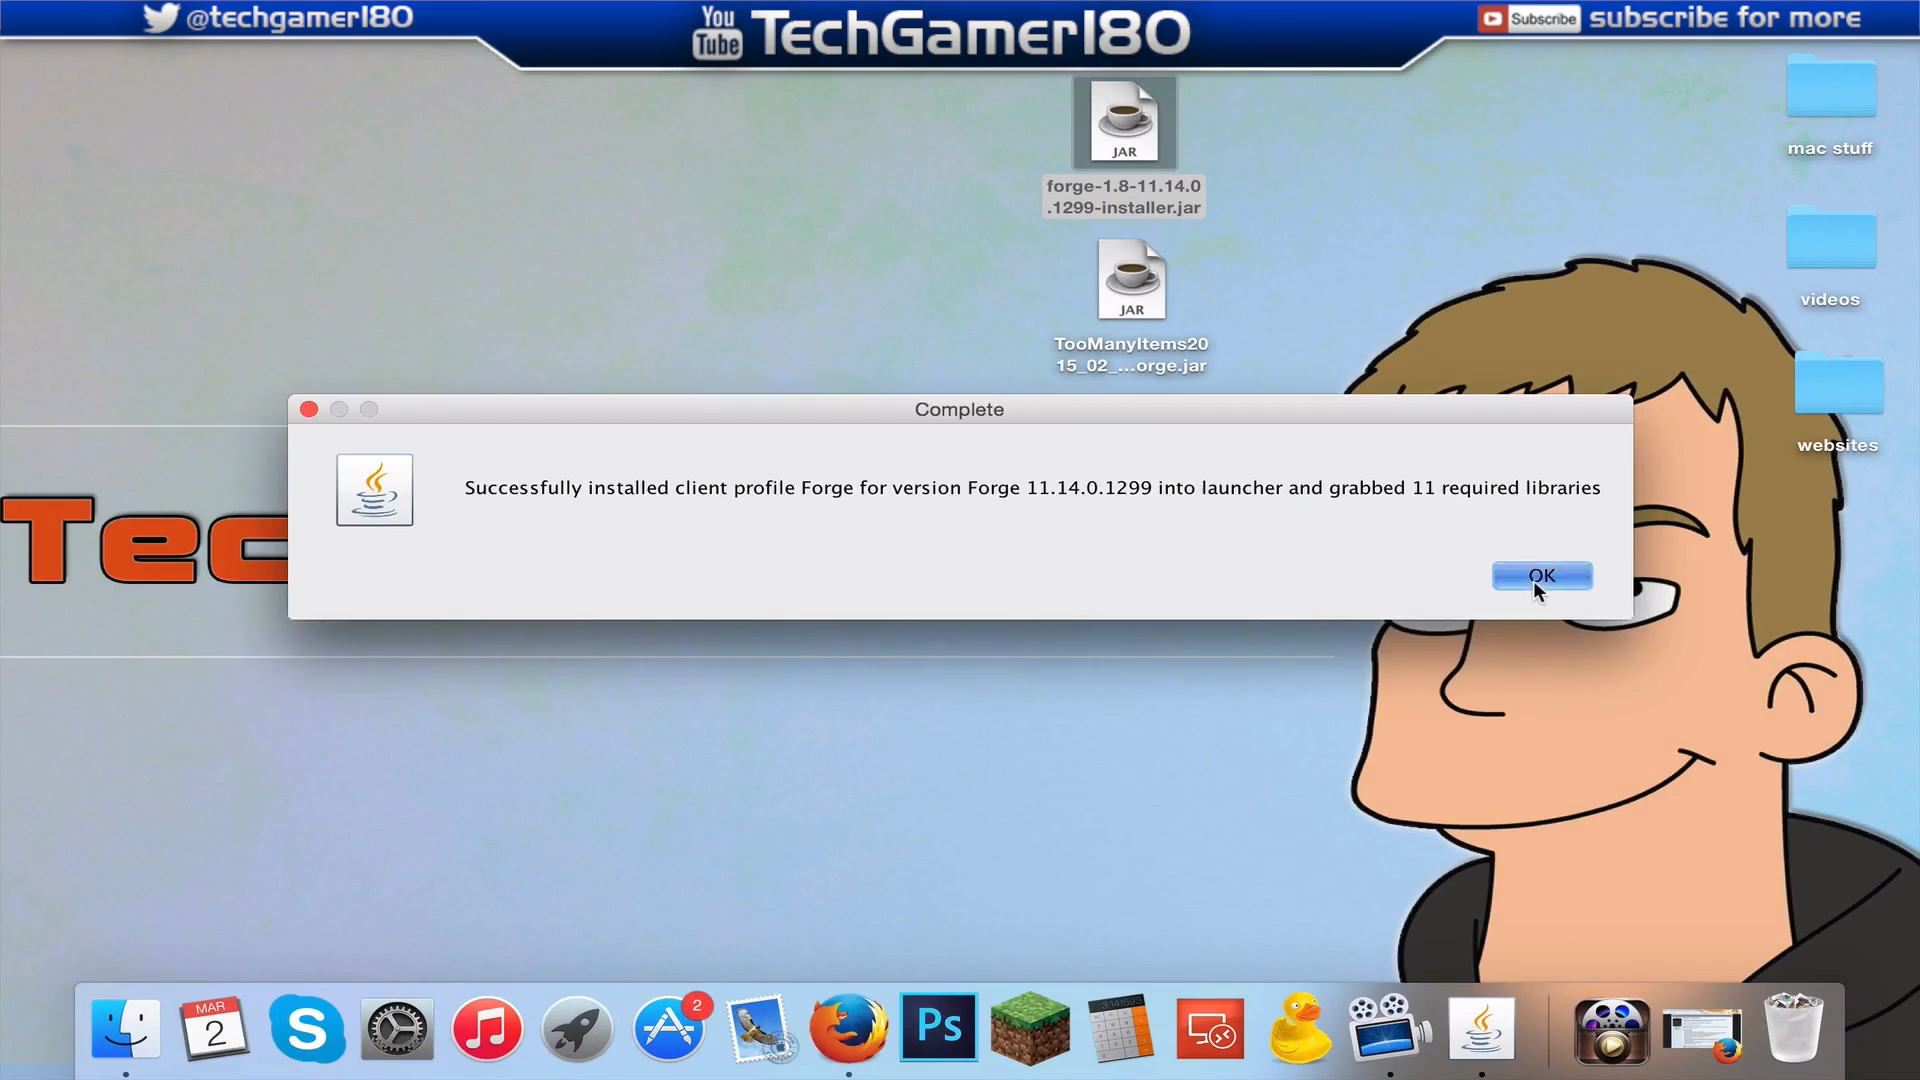 @techgamer180
You
Tube
TechGamer180
Subscribe
subscribe for more
JAR
forge-1.8-11.14.0
.1299-installer.jar
mac stuff
JAR
TooManyItems20
15_02_...orge.jar
videos
websites
Complete
Successfully installed client profile Forge for version Forge 11.14.0.1299 into launcher and grabbed 11 required libraries
OK
Tec
MAR
2
S
2
Ps
3.141593